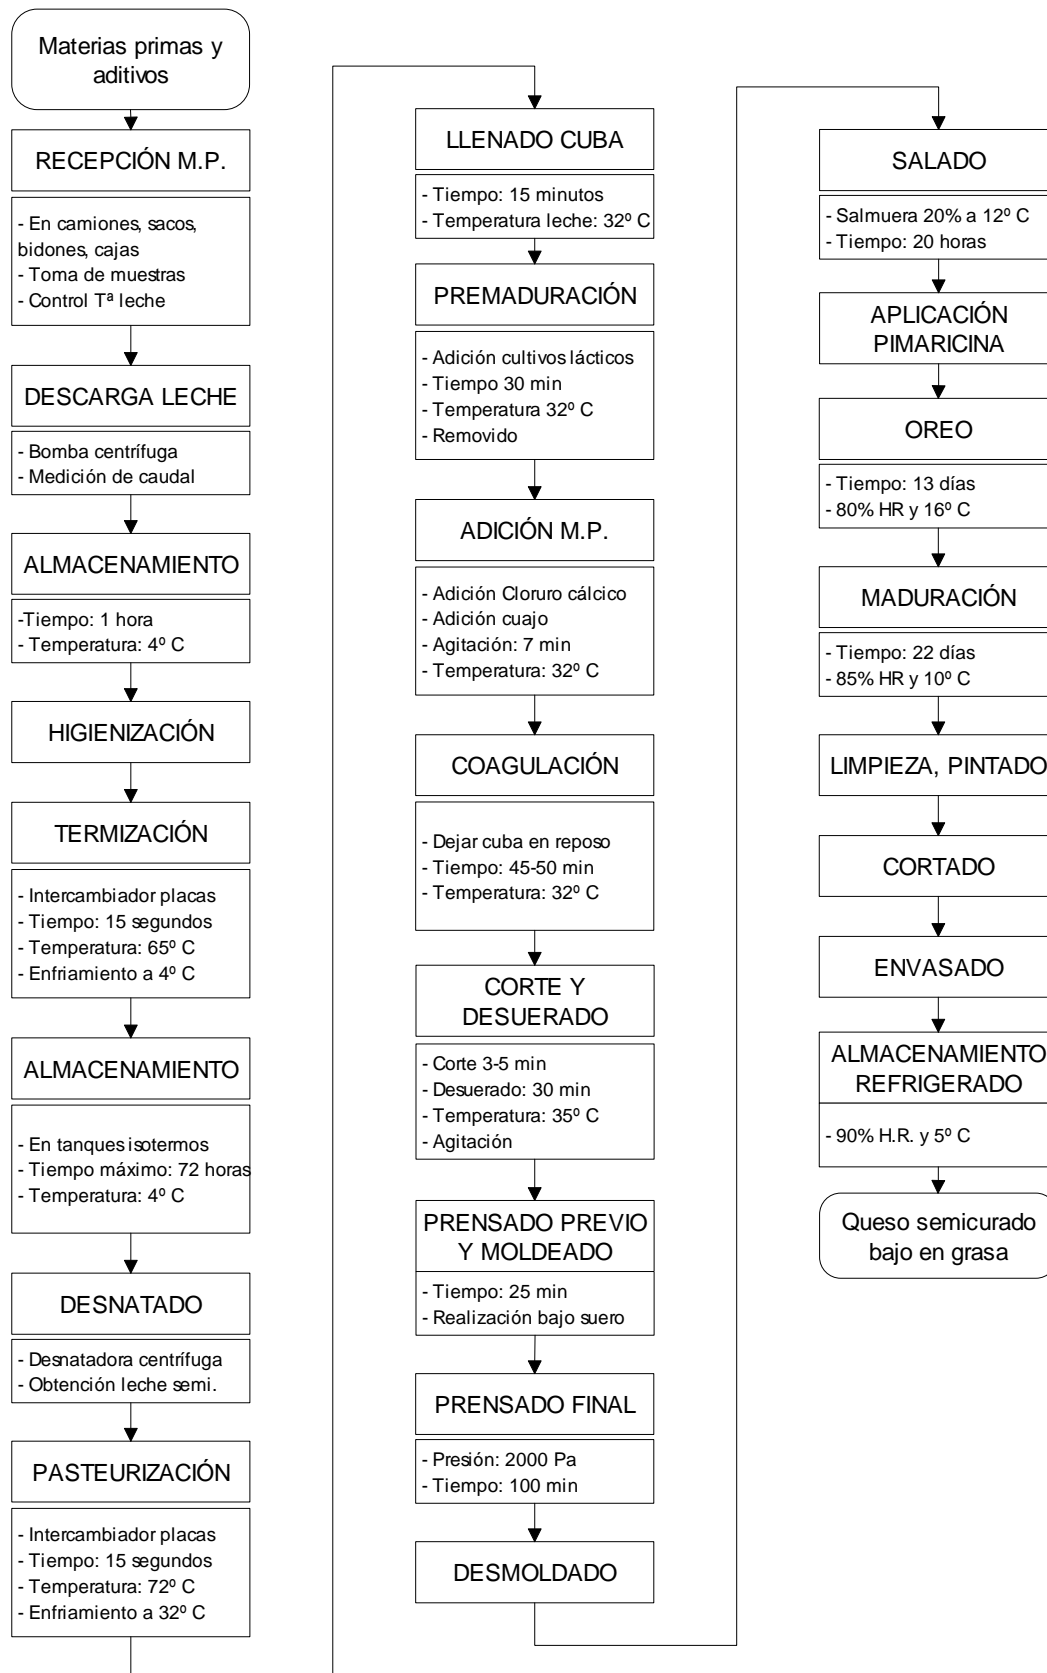 Materias primas y
aditivos
RECEPCIÓN M.P.
- En camiones, sacos,
bidones, cajas
- Toma de muestras
- Control Tª leche
DESCARGA LECHE
- Bomba centrífuga
- Medición de caudal
ALMACENAMIENTO
-Tiempo: 1 hora
- Temperatura: 4º C
HIGIENIZACIÓN
TERMIZACIÓN
- Intercambiador placas
- Tiempo: 15 segundos
- Temperatura: 65º C
- Enfriamiento a 4º C
ALMACENAMIENTO
- En tanques isotermos
- Tiempo máximo: 72 horas
- Temperatura: 4º C
DESNATADO
- Desnatadora centrífuga
- Obtención leche semi.
PASTEURIZACIÓN
- Intercambiador placas
- Tiempo: 15 segundos
- Temperatura: 72º C
- Enfriamiento a 32º C
LLENADO CUBA
- Tiempo: 15 minutos
- Temperatura leche: 32º C
PREMADURACIÓN
- Adición cultivos lácticos
- Tiempo 30 min
- Temperatura 32º C
- Removido
ADICIÓN M.P.
- Adición Cloruro cálcico
- Adición cuajo
- Agitación: 7 min
- Temperatura: 32º C
COAGULACIÓN
- Dejar cuba en reposo
- Tiempo: 45-50 min
- Temperatura: 32º C
CORTE Y
DESUERADO
- Corte 3-5 min
- Desuerado: 30 min
- Temperatura: 35º C
- Agitación
PRENSADO PREVIO
Y MOLDEADO
- Tiempo: 25 min
- Realización bajo suero
PRENSADO FINAL
- Presión: 2000 Pa
- Tiempo: 100 min
DESMOLDADO
SALADO
- Salmuera 20% a 12º C
- Tiempo: 20 horas
APLICACIÓN
PIMARICINA
OREO
- Tiempo: 13 días
- 80% HR y 16º C
MADURACIÓN
- Tiempo: 22 días
- 85% HR y 10º C
LIMPIEZA, PINTADO
CORTADO
ENVASADO
ALMACENAMIENTO
REFRIGERADO
- 90% H.R. y 5º C
Queso semicurado
bajo en grasa